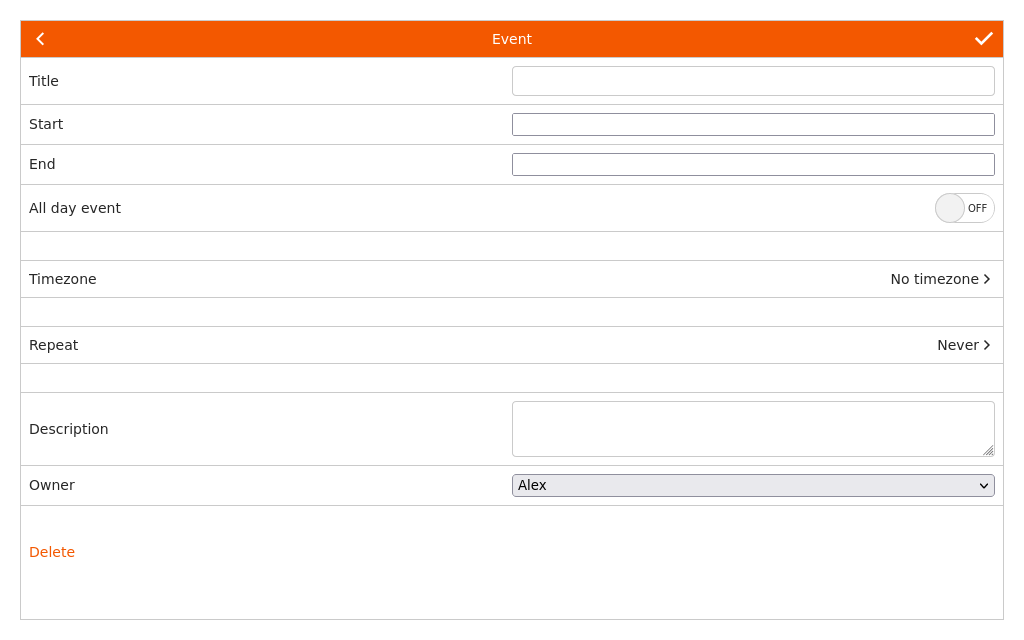 Event
Title
Start
End
All day event OFF
Timezone No timezone
Repeat Never
Description
Owner Alex
Delete